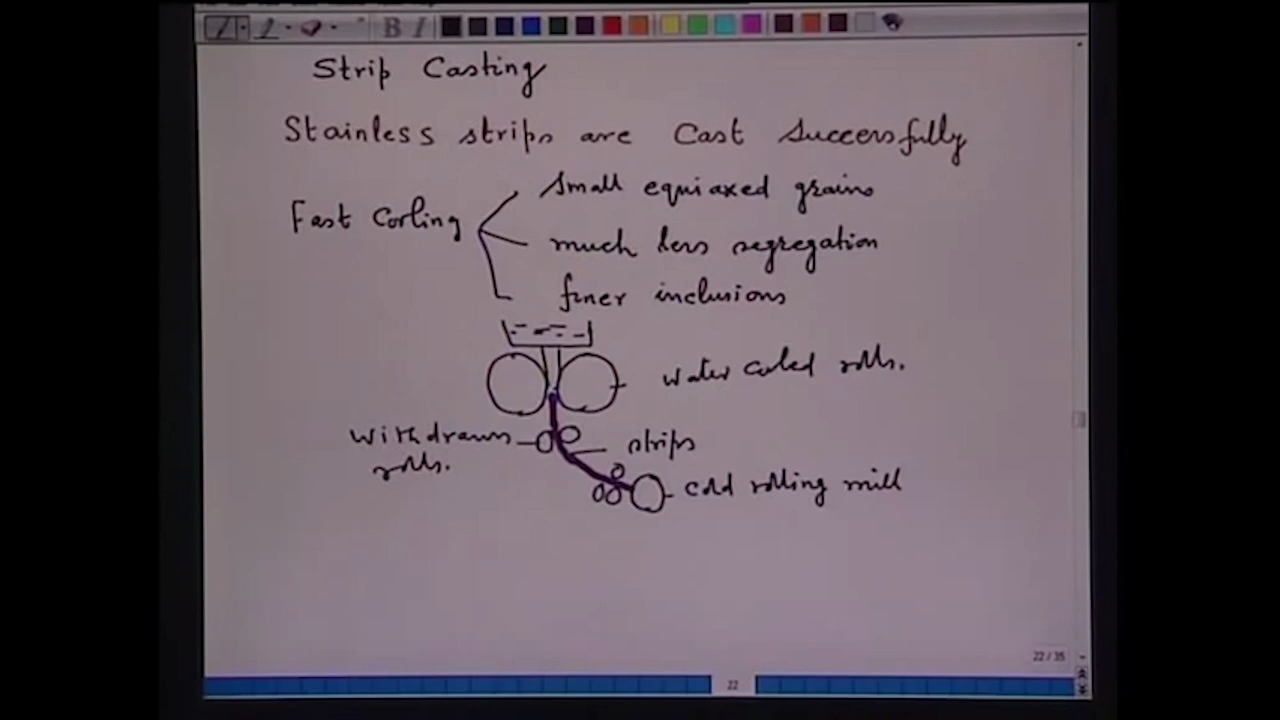 B I
Strip Casting
Stainless strips are Cast Successfully
Fast Cooling
Small equiaxed grains
much less segregation
finer inclusions
water cooled rolls.
withdrawn rolls.
strips
cold rolling mill
22/35
22